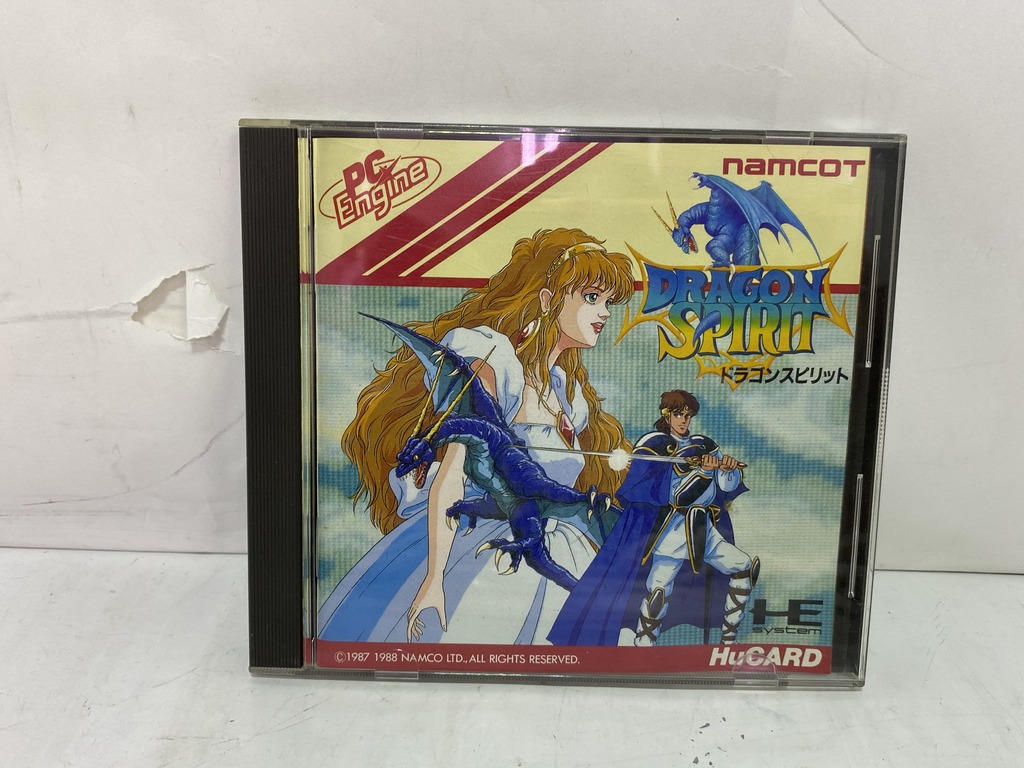 PC
Engine
namcoT
DRAGON
SPIRIT
ドラゴンスピリット
HE
system
©1987 1988 NAMCO LTD., ALL RIGHTS RESERVED.
HuCARD